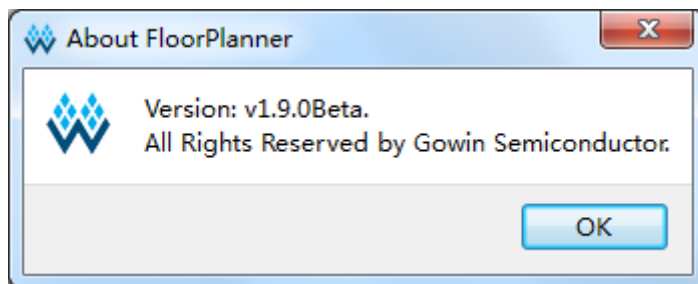 About FloorPlanner
Version: v1.9.0Beta.
All Rights Reserved by Gowin Semiconductor.
OK